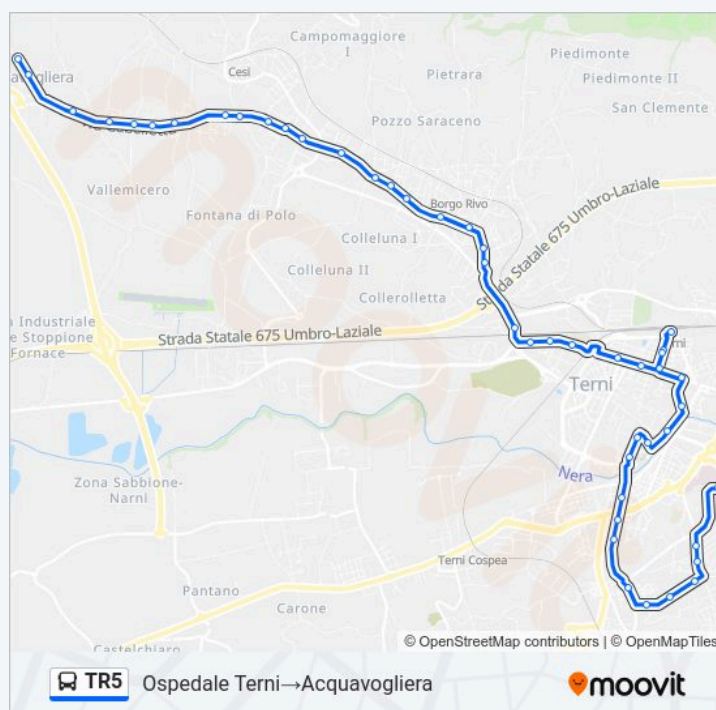 Campomaggiore
I
Piedimonte
Cesi
Pietrara
Piedimonte II
San Clemente
Pozzo Saraceno
Vallemicero
Borgo Rivo
Fontana di Polo
Colleluna I
Strada Statale 675 Umbro-Laziale
Colleluna II
Collerolletta
Industriale
e Stoppione
Fornace
Strada Statale 675 Umbro-Laziale
Terni
Nera
Zona Sabbione-
Narni
Terni Cospea
Pantano
Carone
Castelchiaro
© OpenStreetMap contributors | © OpenMapTiles
TR5
Ospedale Terni→Acquavogliera
moovit